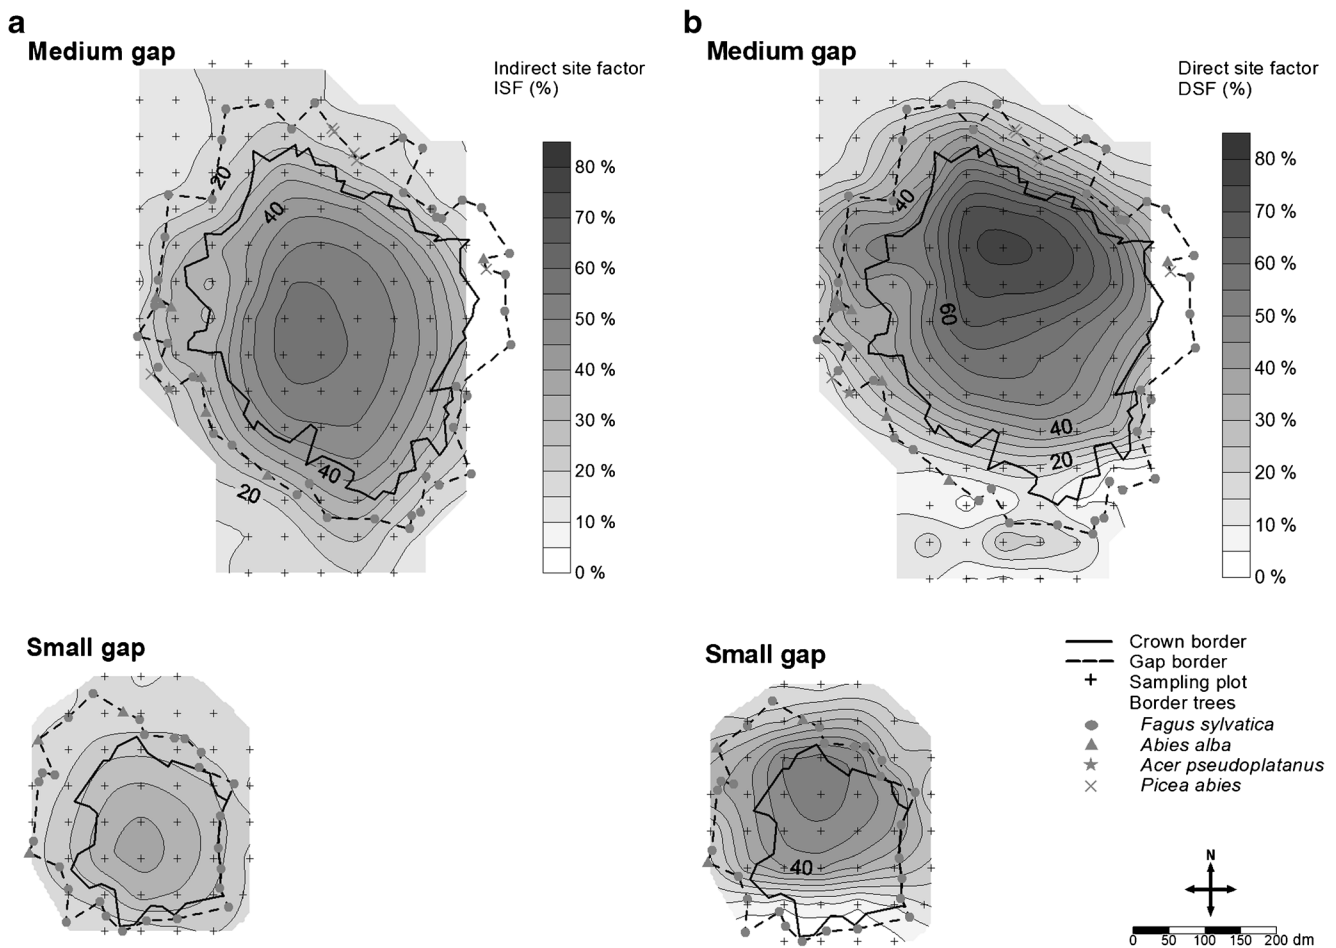 a
Medium gap
Indirect site factor
ISF (%)
80 %
70 %
60 %
50 %
40 %
30 %
20 %
10 %
0 %
20
40
40
20
b
Medium gap
Direct site factor
DSF (%)
80 %
70 %
60 %
50 %
40 %
30 %
20 %
10 %
0 %
40
60
40
20
Small gap
Small gap
40
Crown border
Gap border
Sampling plot
Border trees
Fagus sylvatica
Abies alba
Acer pseudoplatanus
Picea abies
N
0 50 100 150 200 dm